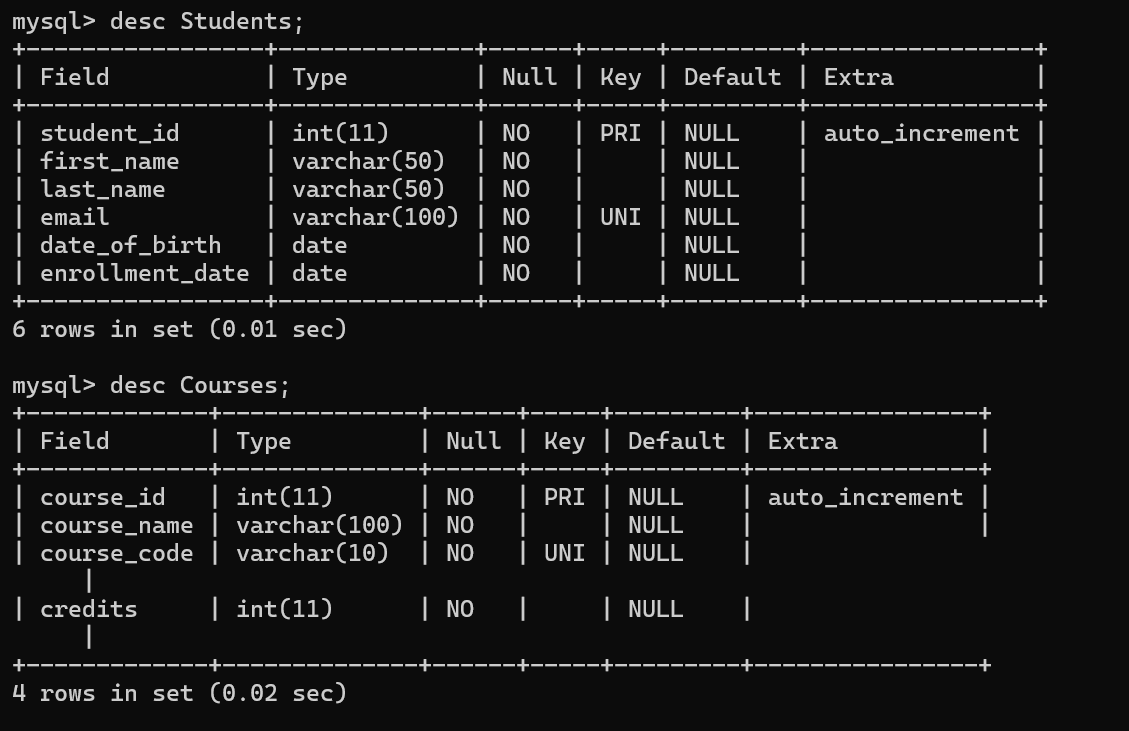 mysql> desc Students;
+-----------------+--------------+------+-----+---------+----------------+
| Field           | Type         | Null | Key | Default | Extra          |
+-----------------+--------------+------+-----+---------+----------------+
| student_id      | int(11)      | NO   | PRI | NULL    | auto_increment |
| first_name      | varchar(50)  | NO   |     | NULL    |                |
| last_name       | varchar(50)  | NO   |     | NULL    |                |
| email           | varchar(100) | NO   | UNI | NULL    |                |
| date_of_birth   | date         | NO   |     | NULL    |                |
| enrollment_date | date         | NO   |     | NULL    |                |
+-----------------+--------------+------+-----+---------+----------------+
6 rows in set (0.01 sec)

mysql> desc Courses;
+-------------+--------------+------+-----+---------+----------------+
| Field       | Type         | Null | Key | Default | Extra          |
+-------------+--------------+------+-----+---------+----------------+
| course_id   | int(11)      | NO   | PRI | NULL    | auto_increment |
| course_name | varchar(100) | NO   |     | NULL    |                |
| course_code | varchar(10)  | NO   | UNI | NULL    |
     |
| credits     | int(11)      | NO   |     | NULL    |
     |
+-------------+--------------+------+-----+---------+----------------+
4 rows in set (0.02 sec)